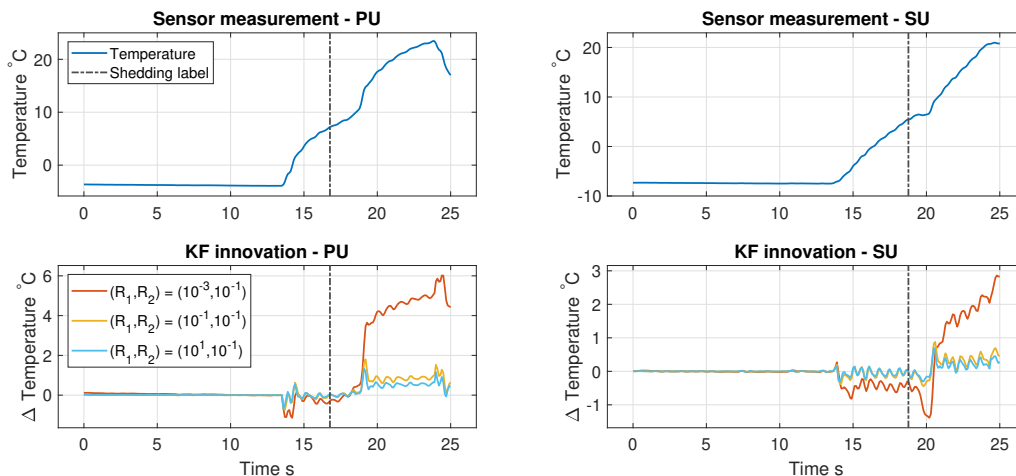 Sensor measurement - PU
Temperature °C
20
10
0
Temperature
Shedding label
0 5 10 15 20 25
Sensor measurement - SU
Temperature °C
20
10
0
-10
0 5 10 15 20 25
KF innovation - PU
Δ Temperature °C
6
4
2
0
(R₁,R₂) = (10⁻³,10⁻¹)
(R₁,R₂) = (10⁻¹,10⁻¹)
(R₁,R₂) = (10¹,10⁻¹)
0 5 10 15 20 25
Time s
KF innovation - SU
Δ Temperature °C
3
2
1
0
-1
0 5 10 15 20 25
Time s